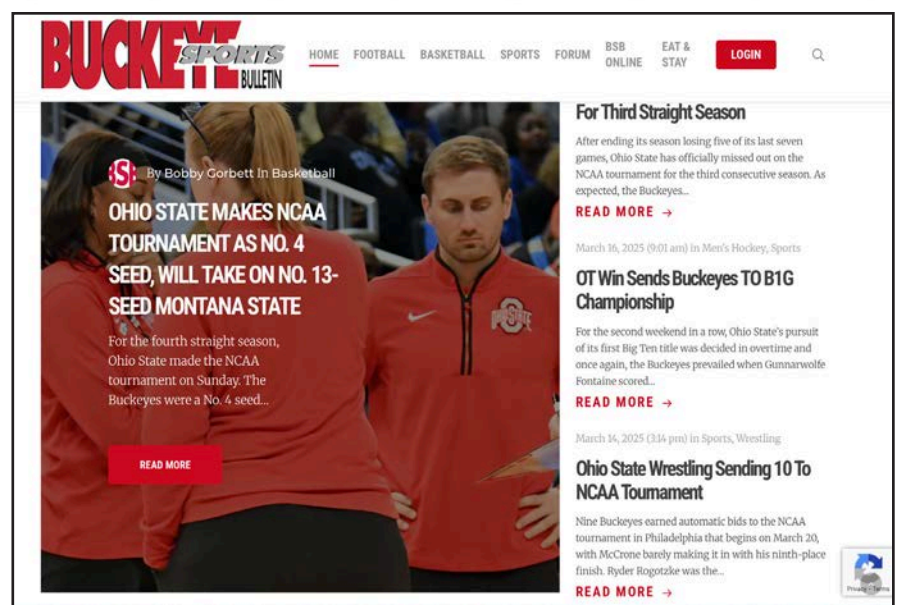 BUCKEYE
SPORTS
BULLETIN
HOME FOOTBALL BASKETBALL SPORTS FORUM BSB ONLINE EAT & STAY LOGIN
BSB By Bobby Gorbett In Basketball
OHIO STATE MAKES NCAA
TOURNAMENT AS NO. 4
SEED, WILL TAKE ON NO. 13-
SEED MONTANA STATE
For the fourth straight season,
Ohio State made the NCAA
tournament on Sunday. The
Buckeyes were a No. 4 seed...
READ MORE
OHIO STATE
For Third Straight Season
After ending its season losing five of its last seven
games, Ohio State has officially missed out on the
NCAA tournament for the third consecutive season. As
expected, the Buckeyes...
READ MORE →
March 16, 2025 (9:01 am) in Men's Hockey, Sports
OT Win Sends Buckeyes TO B1G
Championship
For the second weekend in a row, Ohio State's pursuit
of its first Big Ten title was decided in overtime and
once again, the Buckeyes prevailed when Gunnarwolfe
Fontaine scored...
READ MORE →
March 14, 2025 (3:14 pm) in Sports, Wrestling
Ohio State Wrestling Sending 10 To
NCAA Tournament
Nine Buckeyes earned automatic bids to the NCAA
tournament in Philadelphia that begins on March 20,
with McCrone barely making it in with his ninth-place
finish. Ryder Rogotzke was the...
READ MORE →
Privacy - Terms